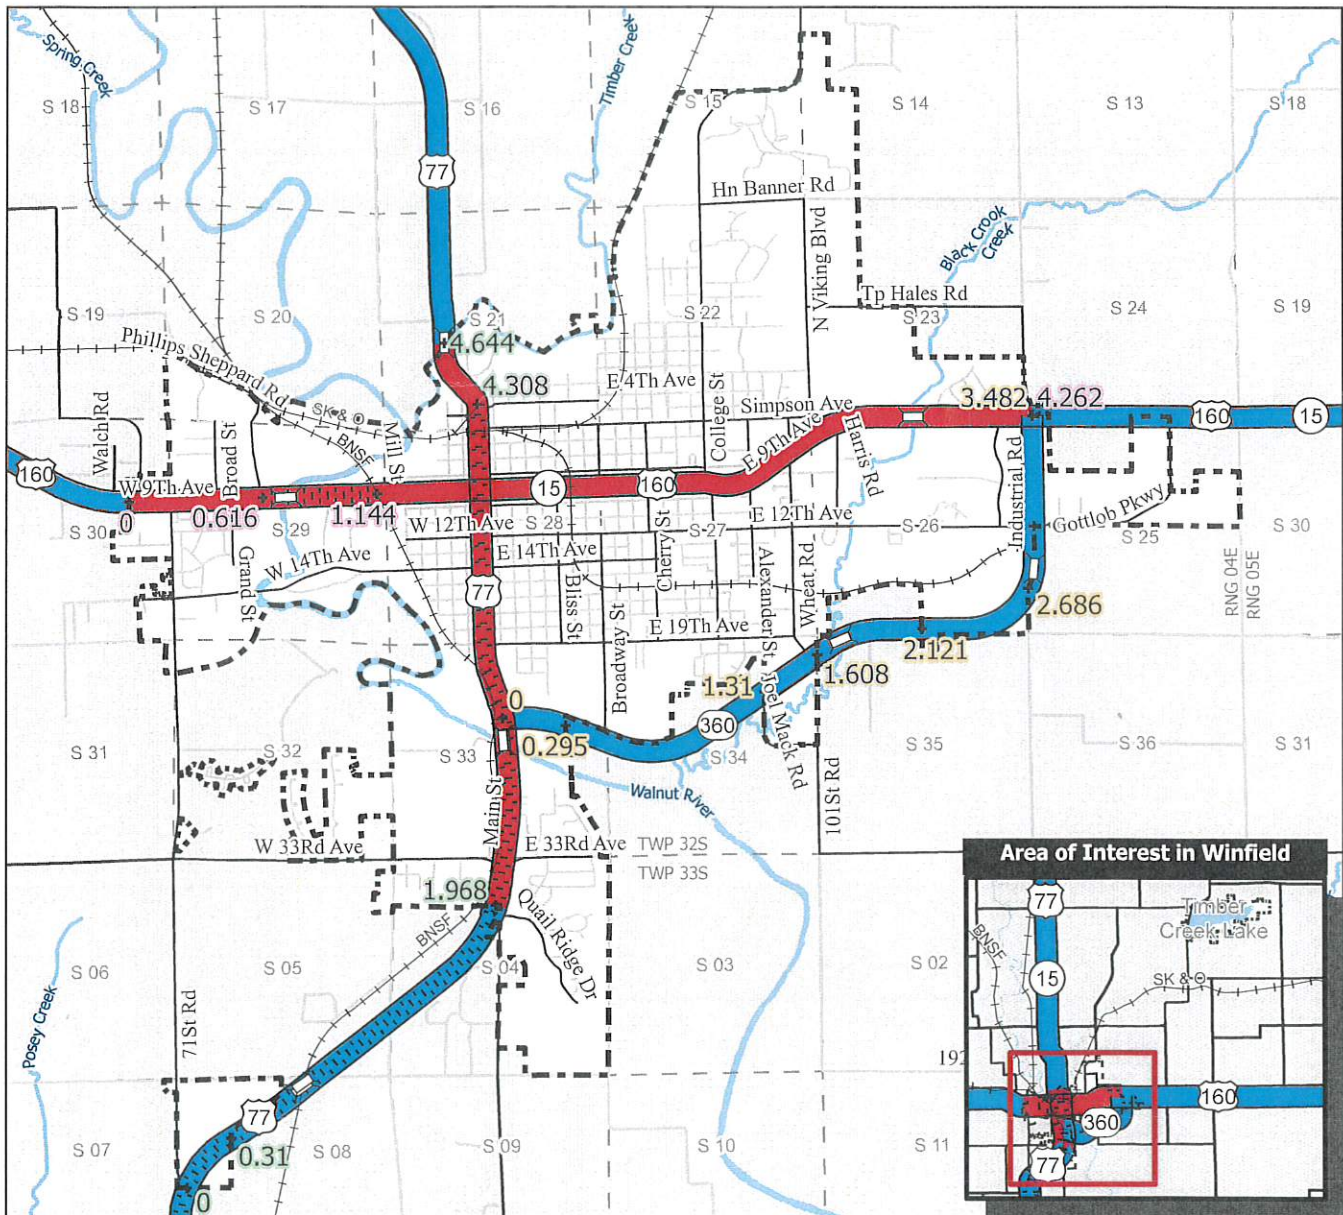 Spring Creek
Timber Creek
S 18
S 17
S 16
S 15
S 14
S 13
S 18
77
Hn Banner Rd
N Viking Blvd
Black Crook
Creek
Tp Hales Rd
S 19
S 20
S 21
S 22
S 23
S 24
S 19
Phillips Sheppard Rd
4.644
4.308
E 4Th Ave
College St
Simpson Ave
3.482
4.262
160
15
SK & O
BNSF
Mill St
Walch Rd
Broad St
E 9Th Ave
Harris Rd
Industrial Rd
160
W 9Th Ave
0
0.616
1.144
15
160
Gottlob Pkwy
S 30
S 29
W 12Th Ave
S 28
Cherry St
S 27
E 12Th Ave
S 26
S 25
S 30
W 14Th Ave
E 14Th Ave
Grand St
77
Bliss St
Alexander St
Wheat Rd
RNG 04E
RNG 05E
2.686
E 19Th Ave
Broadway St
2.121
1.608
1.31
Joel Mack Rd
0
360
0.295
S 31
S 32
S 33
S 34
S 35
S 36
S 31
Main St
Walnut River
101St Rd
W 33Rd Ave
E 33Rd Ave
TWP 32S
TWP 33S
1.968
Quail Ridge Dr
BNSF
S 06
S 05
S 04
S 03
S 02
Posey Creek
71St Rd
77
0.31
0
S 07
S 08
S 09
S 10
S 11
Area of Interest in Winfield
77
Timber
Creek Lake
BNSF
15
SK & O
197
160
360
77